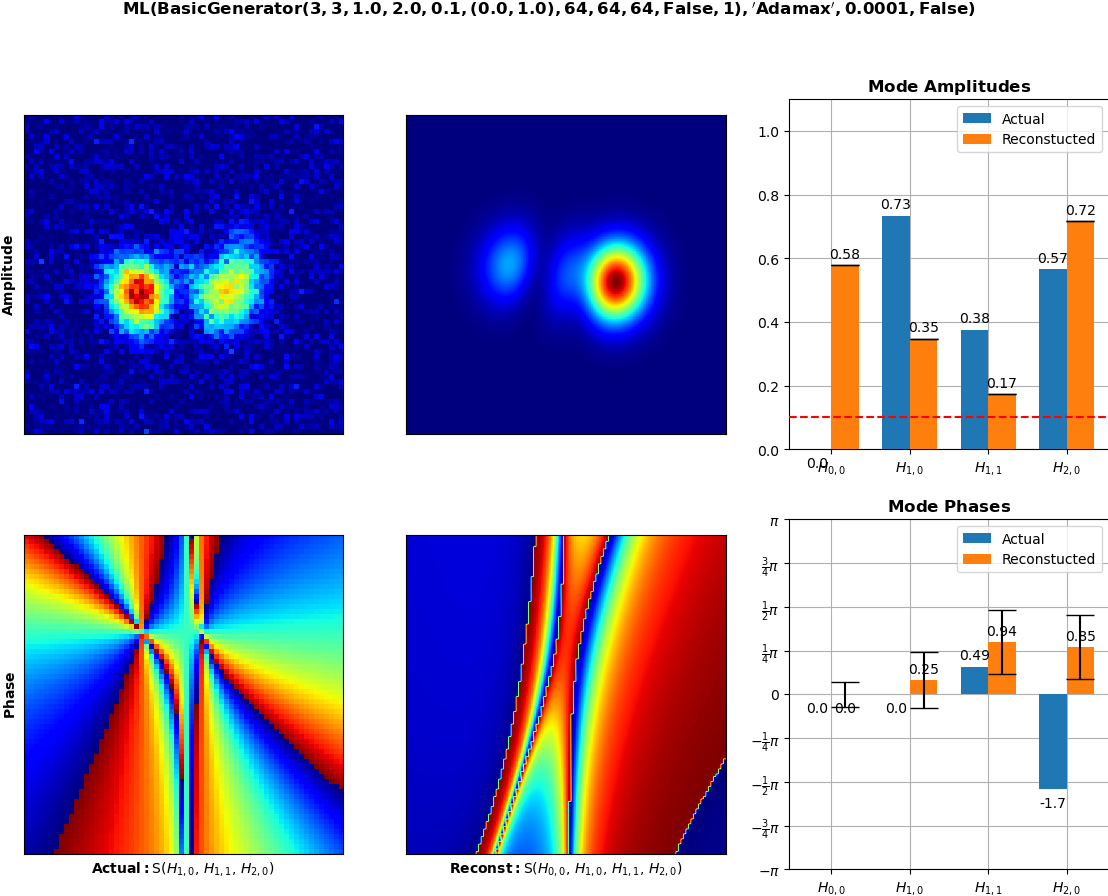 ML(BasicGenerator(3, 3, 1.0, 2.0, 0.1, (0.0, 1.0), 64, 64, 64, False, 1), ′Adamax′, 0.0001, False)
Amplitude
Mode Amplitudes
Actual
Reconstucted
1.0
0.8
0.6
0.4
0.2
0.0
0.0
0.58
0.73
0.35
0.38
0.17
0.57
0.72
H0,0
H1,0
H1,1
H2,0
Phase
Actual: S(H1,0, H1,1, H2,0)
Reconst: S(H0,0, H1,0, H1,1, H2,0)
Mode Phases
Actual
Reconstucted
π
3/4π
1/2π
1/4π
0
−1/4π
−1/2π
−3/4π
−π
0.0
0.0
0.0
0.25
0.49
0.94
-1.7
0.85
H0,0
H1,0
H1,1
H2,0